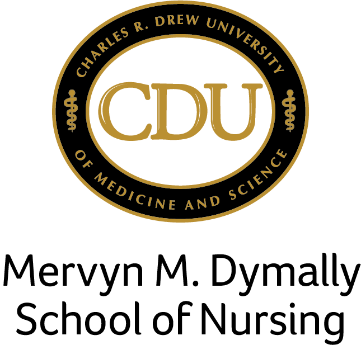 CHARLES R. DREW UNIVERSITY
CDU
OF MEDICINE AND SCIENCE
Mervyn M. Dymally
School of Nursing